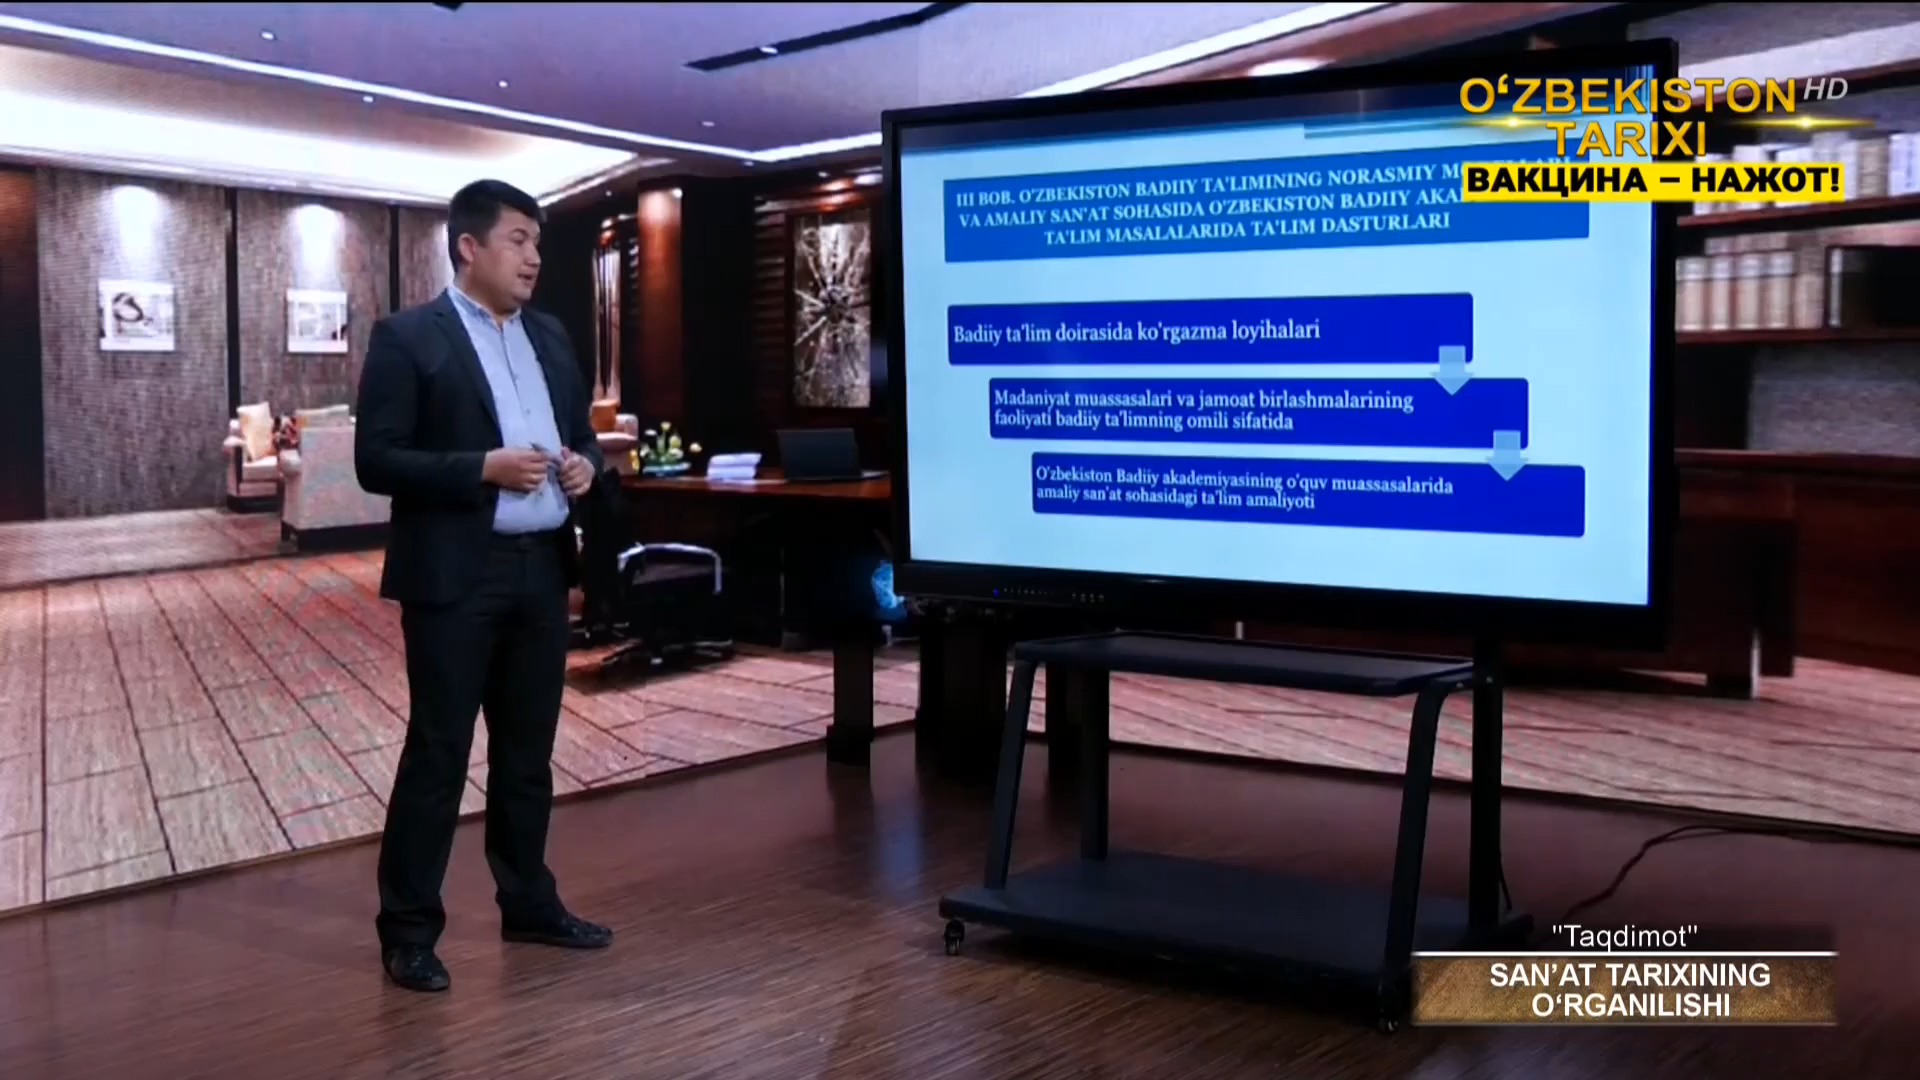 O‘ZBEKISTON HD
TARIXI
ВАКЦИНА – НАЖОТ!
III BOB. O'ZBEKISTON BADIIY TA'LIMINING NORASMIY
VA AMALIY SAN'AT SOHASIDA O'ZBEKISTON BADIIY
TA'LIM MASALALARIDA TA'LIM DASTURLARI
Badiiy ta'lim doirasida ko'rgazma loyihalari
Madaniyat muassasalari va jamoat birlashmalarining
faoliyati badiiy ta'limning omili sifatida
O'zbekiston Badiiy akademiyasining o'quv muassasalarida
amaliy san'at sohasidagi ta'lim amaliyoti
"Taqdimot"
SAN’AT TARIXINING
O‘RGANILISHI